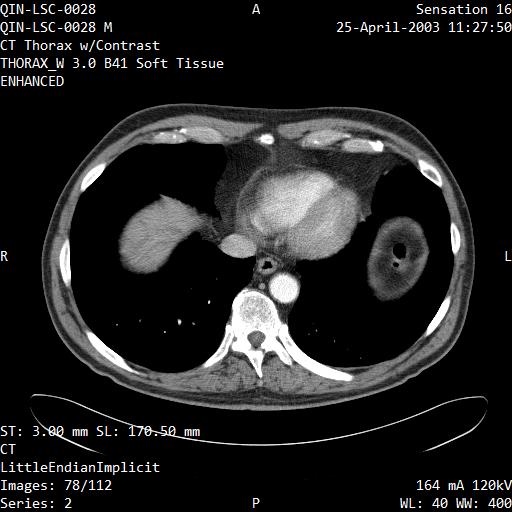 QIN-LSC-0028
A
Sensation 16
QIN-LSC-0028 M
25-April-2003 11:27:50
CT Thorax w/Contrast
THORAX_W 3.0 B41 Soft Tissue
ENHANCED
R
L
ST: 3.00 mm SL: 170.50 mm
CT
LittleEndianImplicit
Images: 78/112
164 mA 120kV
Series: 2
P
WL: 40 WW: 400